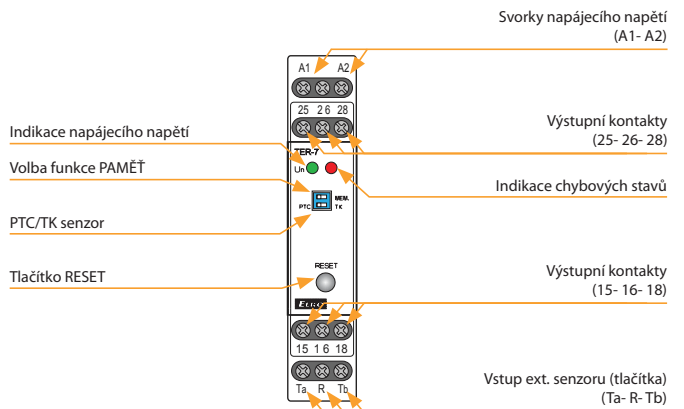 Svorky napájecího napětí
(A1- A2)
A1 A2
25 26 28
Výstupní kontakty
(25- 26- 28)
Indikace napájecího napětí
TER-7
Un
Volba funkce PAMĚŤ
Indikace chybových stavů
MEM.
PTC TK
PTC/TK senzor
RESET
Tlačítko RESET
Výstupní kontakty
(15- 16- 18)
15 16 18
Vstup ext. senzoru (tlačítka)
(Ta- R- Tb)
Ta R Tb